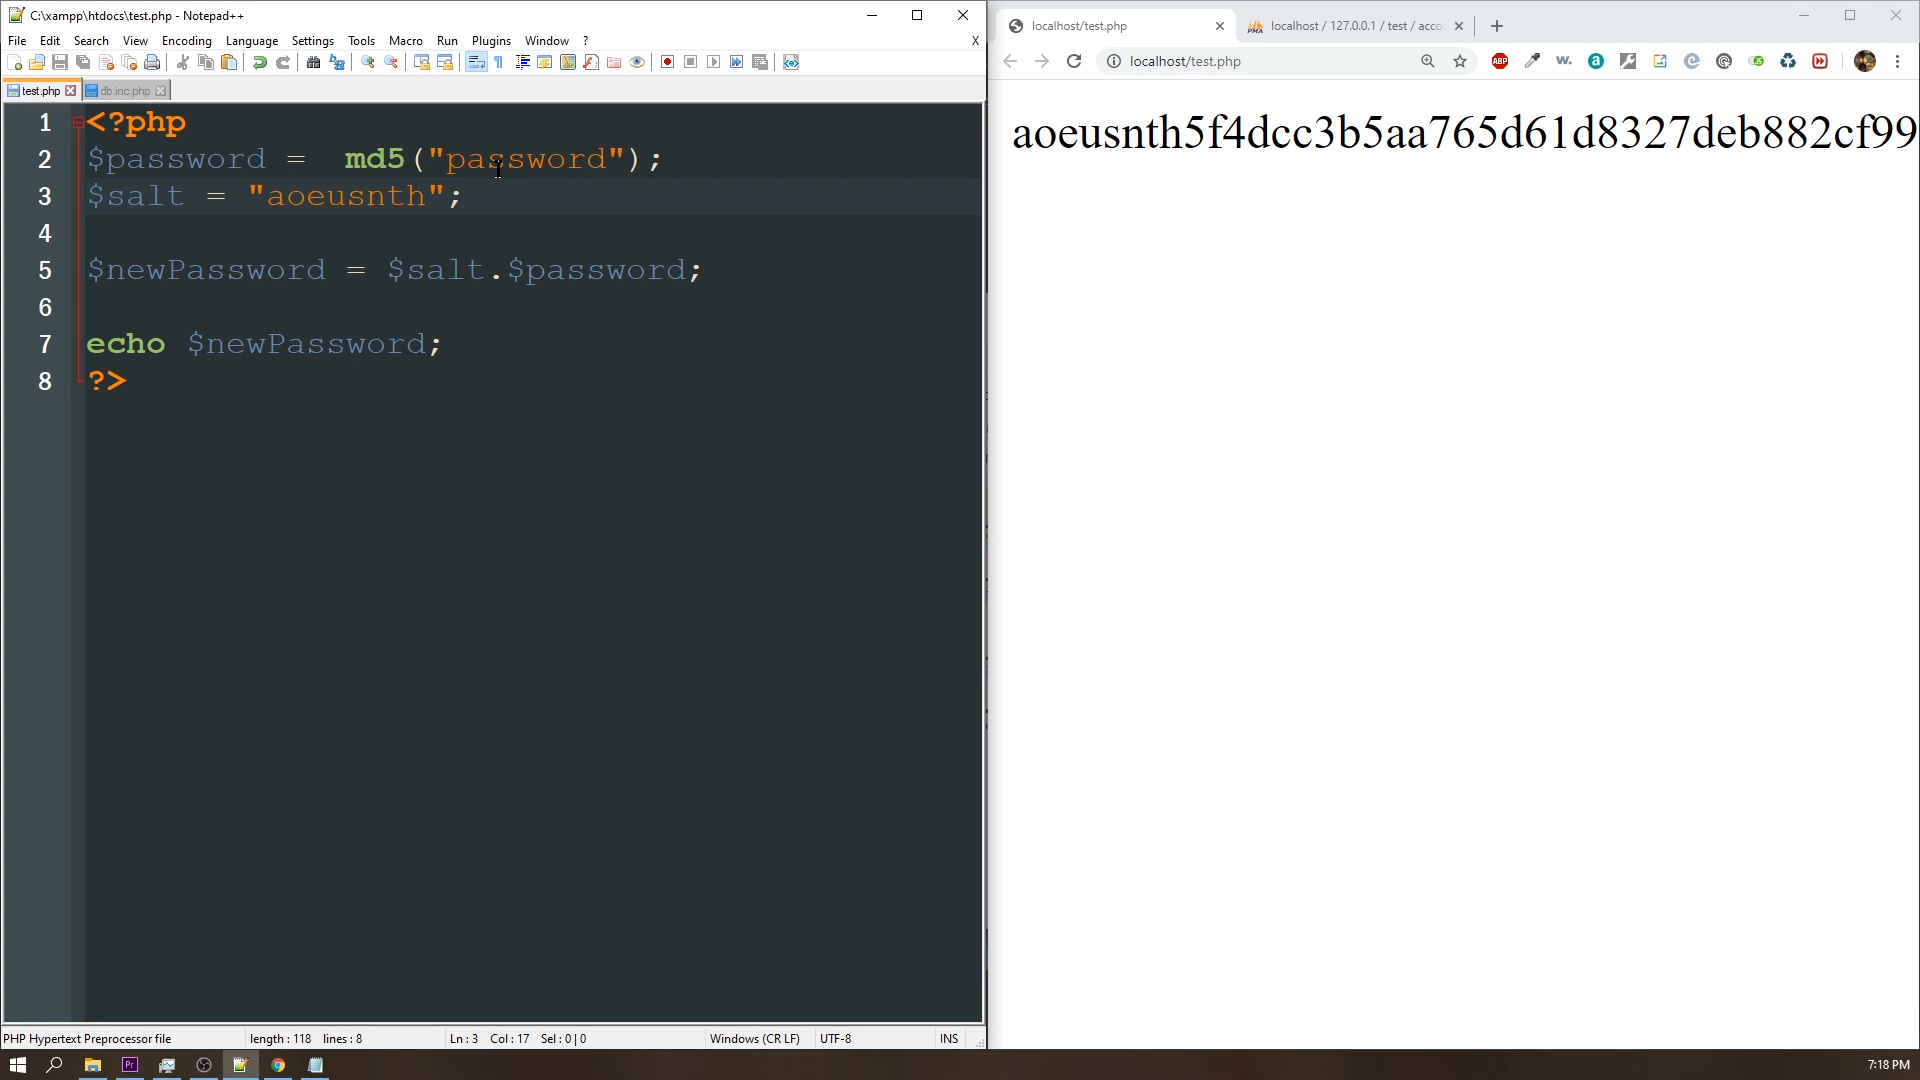 C:\xampp\htdocs\test.php - Notepad++
File Edit Search View Encoding Language Settings Tools Macro Run Plugins Window ? X
test.php db.inc.php
1 <?php
2 $password =  md5("password");
3 $salt = "aoeusnth";
4
5 $newPassword = $salt.$password;
6
7 echo $newPassword;
8 ?>
PHP Hypertext Preprocessor file length : 118 lines : 8 Ln : 3 Col : 17 Sel : 0 | 0 Windows (CR LF) UTF-8 INS
localhost/test.php localhost / 127.0.0.1 / test / acco
localhost/test.php ABP w. a
aoeusnth5f4dcc3b5aa765d61d8327deb882cf99
Pr 7:18 PM